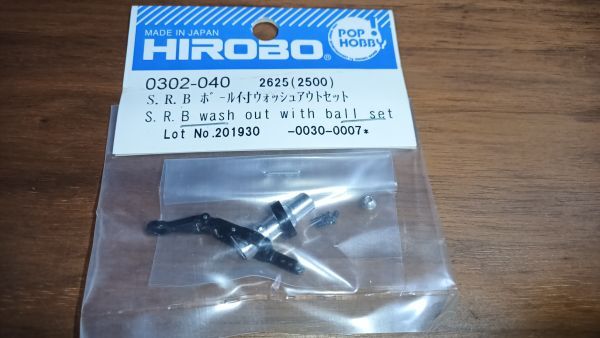 MADE IN JAPAN
HIROBO®
POP HOBBY!
0302-040 2625(2500)
S.R.B ボール付ウォッシュアウトセット
S.R.B wash out with ball set
Lot No.201930 -0030-0007*